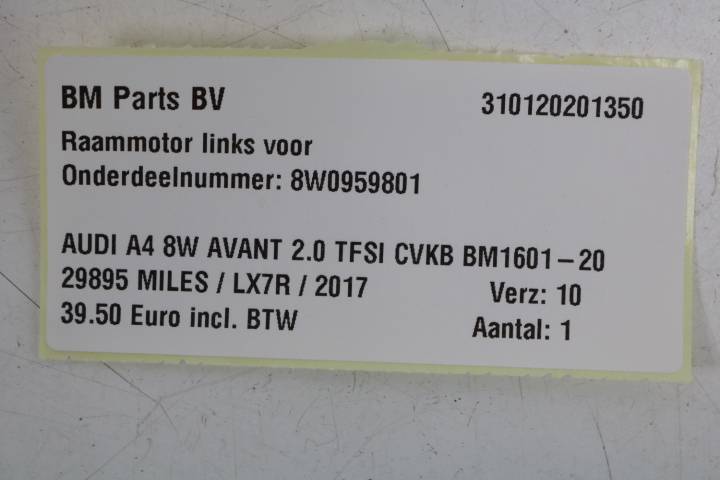 BM Parts BV 310120201350
Raammotor links voor
Onderdeelnummer: 8W0959801
AUDI A4 8W AVANT 2.0 TFSI CVKB BM1601-20
29895 MILES / LX7R / 2017 Verz: 10
39.50 Euro incl. BTW Aantal: 1